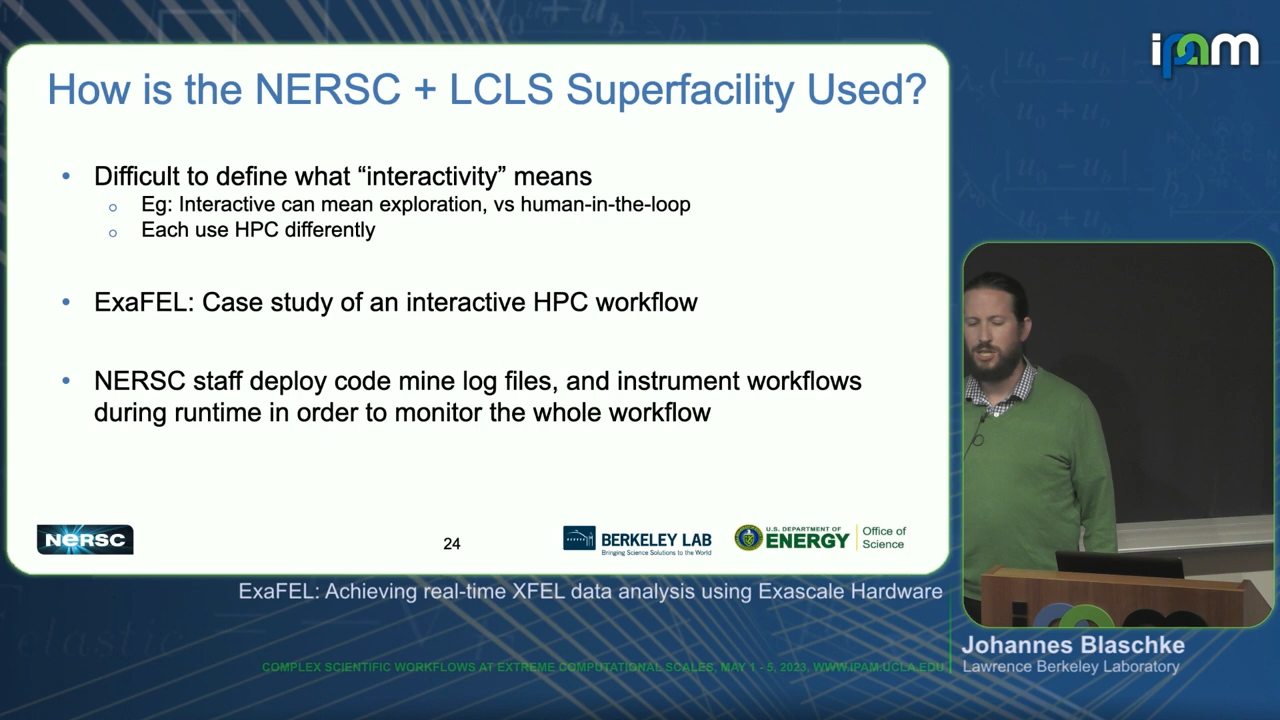 ipam
How is the NERSC + LCLS Superfacility Used?
• Difficult to define what “interactivity” means
○ Eg: Interactive can mean exploration, vs human-in-the-loop
○ Each use HPC differently
• ExaFEL: Case study of an interactive HPC workflow
• NERSC staff deploy code mine log files, and instrument workflows
during runtime in order to monitor the whole workflow
NERSC
24
BERKELEY LAB
Bringing Science Solutions to the World
U.S. DEPARTMENT OF
ENERGY
Office of
Science
ExaFEL: Achieving real-time XFEL data analysis using Exascale Hardware
Johannes Blaschke
Lawrence Berkeley Laboratory
COMPLEX SCIENTIFIC WORKFLOWS AT EXTREME COMPUTATIONAL SCALES, MAY 1 - 5, 2023, WWW.IPAM.UCLA.EDU
elastic